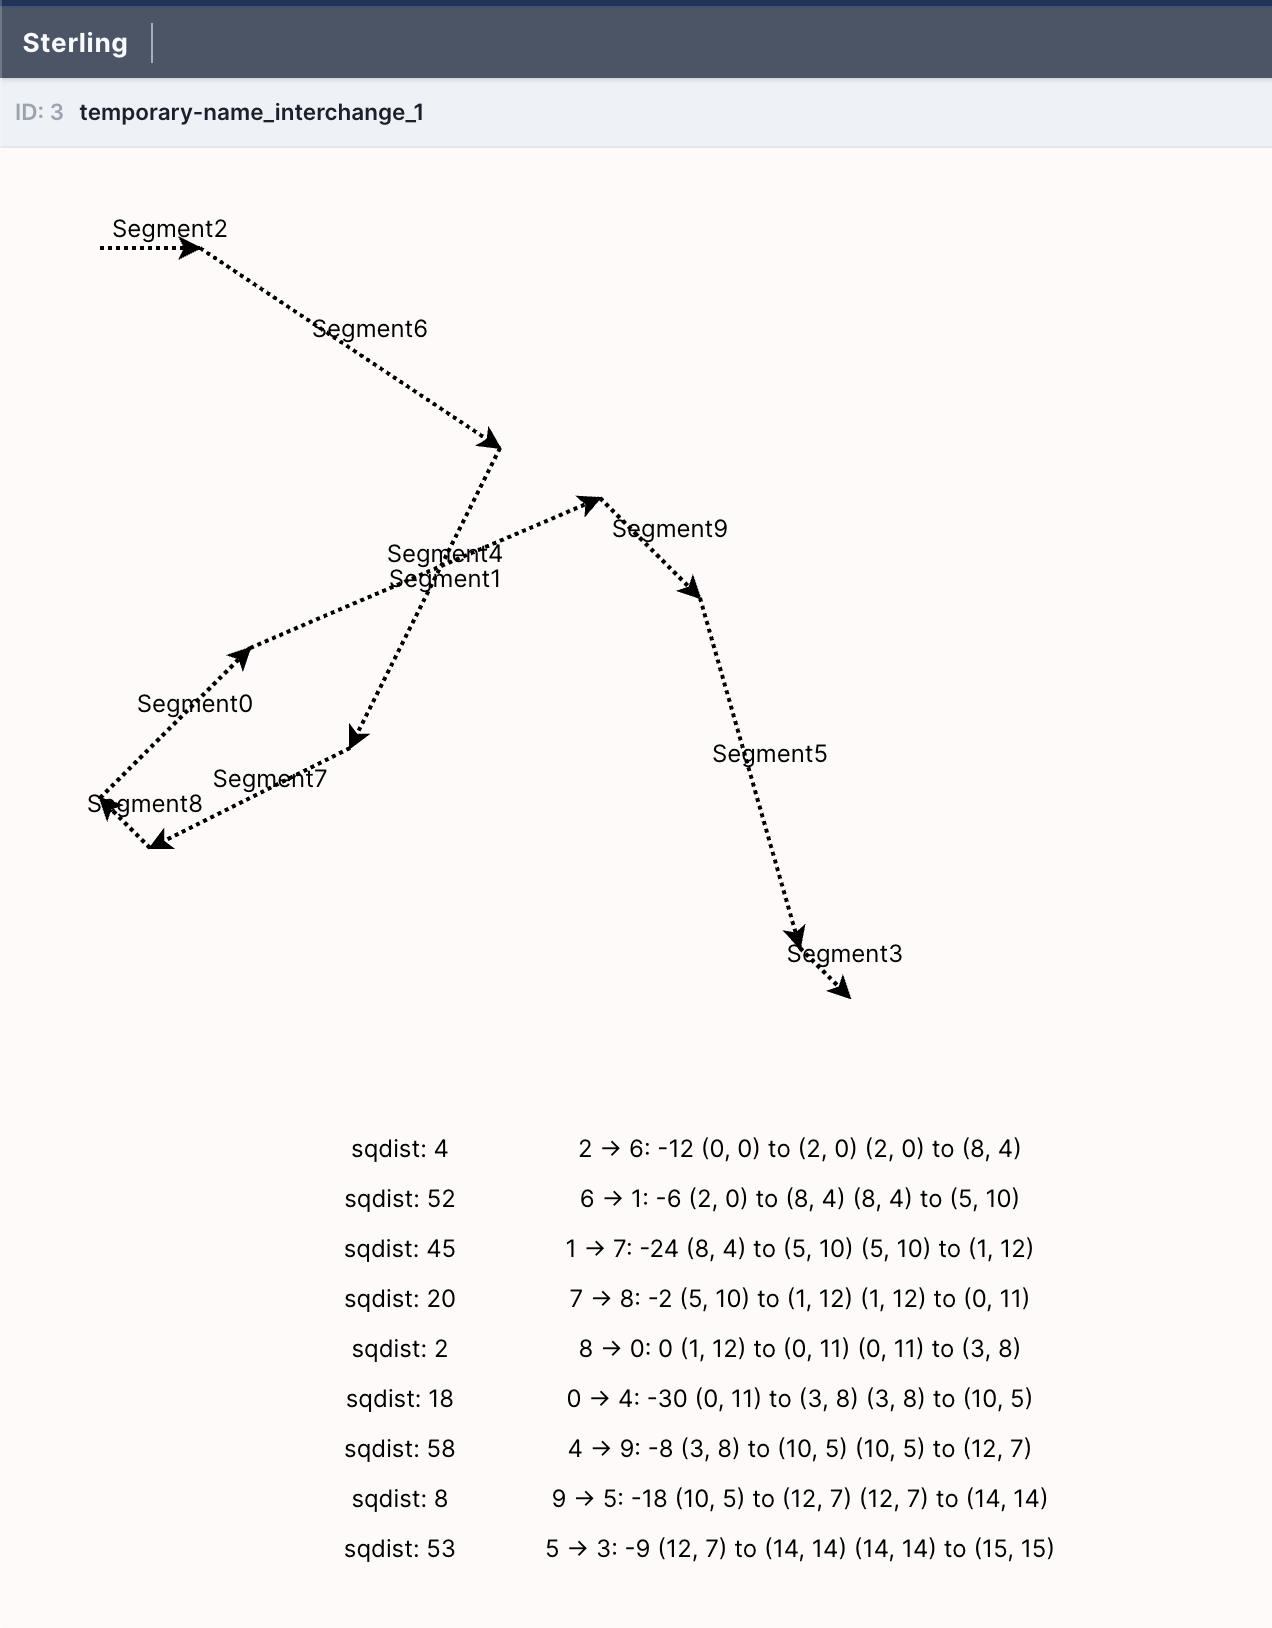 Sterling
ID: 3 temporary-name_interchange_1
Segment2
Segment6
Segment9
Segment4
Segment1
Segment0
Segment5
Segment7
Segment8
Segment3
sqdist: 4 2 → 6: -12 (0, 0) to (2, 0) (2, 0) to (8, 4)
sqdist: 52 6 → 1: -6 (2, 0) to (8, 4) (8, 4) to (5, 10)
sqdist: 45 1 → 7: -24 (8, 4) to (5, 10) (5, 10) to (1, 12)
sqdist: 20 7 → 8: -2 (5, 10) to (1, 12) (1, 12) to (0, 11)
sqdist: 2 8 → 0: 0 (1, 12) to (0, 11) (0, 11) to (3, 8)
sqdist: 18 0 → 4: -30 (0, 11) to (3, 8) (3, 8) to (10, 5)
sqdist: 58 4 → 9: -8 (3, 8) to (10, 5) (10, 5) to (12, 7)
sqdist: 8 9 → 5: -18 (10, 5) to (12, 7) (12, 7) to (14, 14)
sqdist: 53 5 → 3: -9 (12, 7) to (14, 14) (14, 14) to (15, 15)